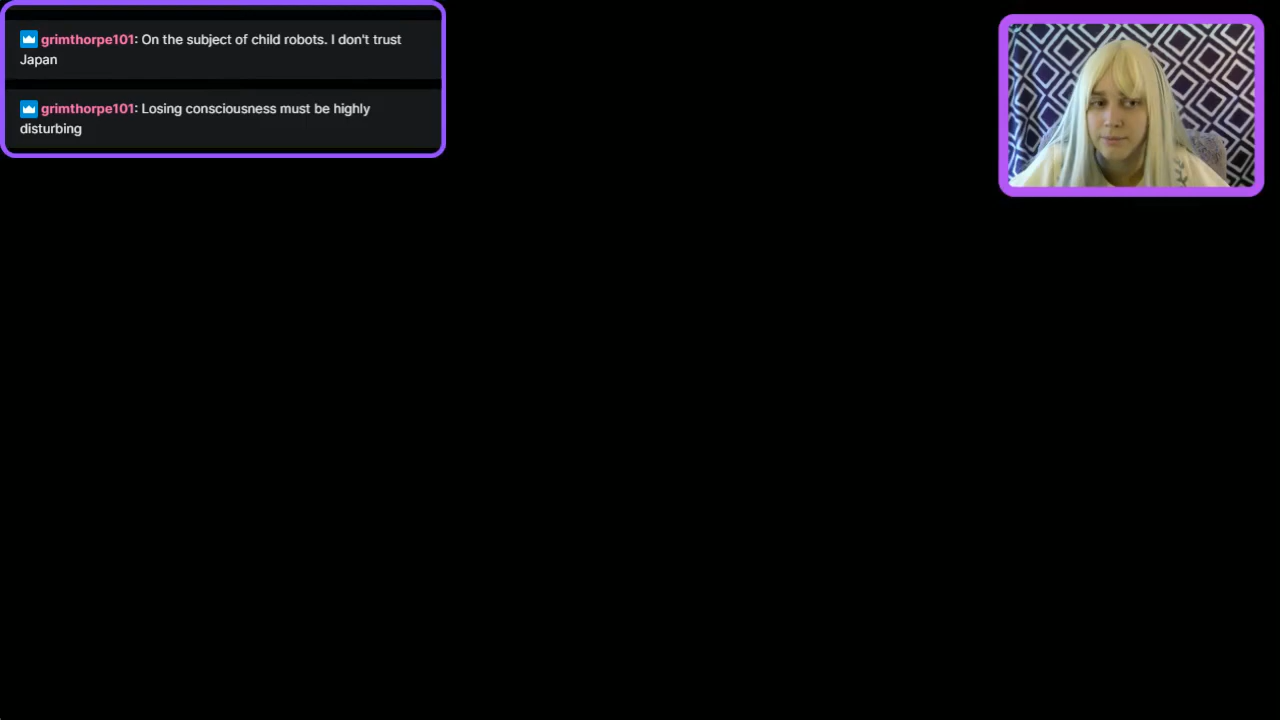 grimthorpe101: On the subject of child robots. I don't trust
Japan
grimthorpe101: Losing consciousness must be highly
disturbing